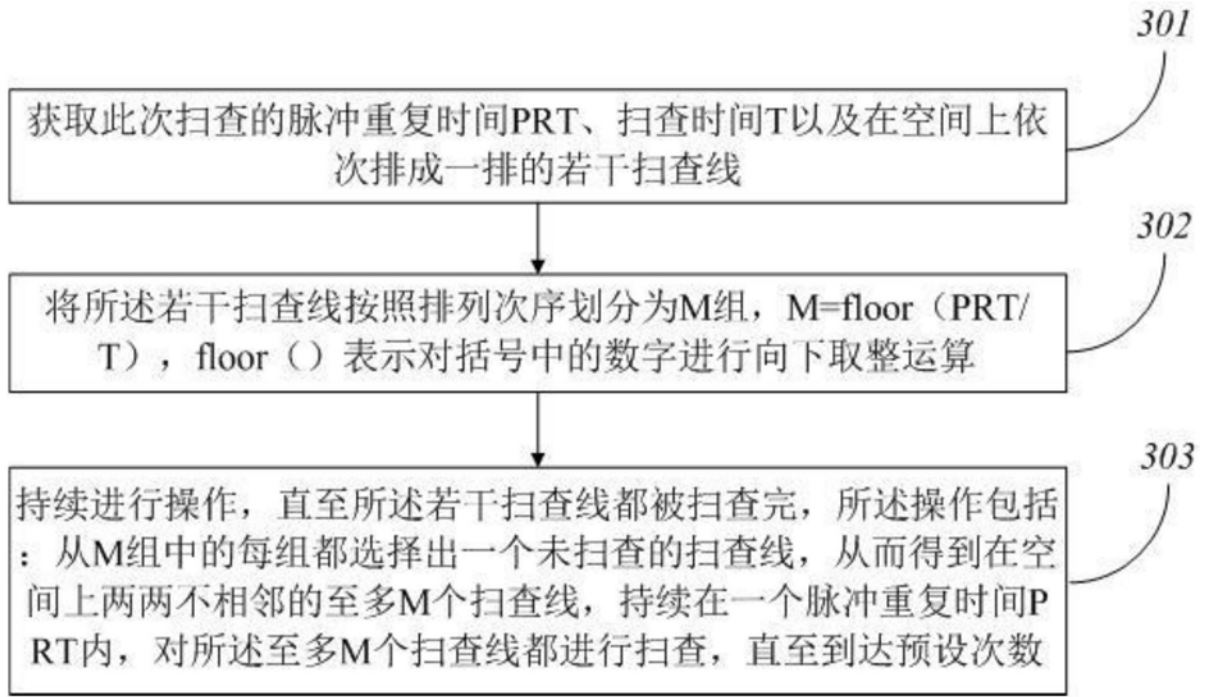 301
获取此次扫查的脉冲重复时间PRT、扫查时间T以及在空间上依
次排成一排的若干扫查线
302
将所述若干扫查线按照排列次序划分为M组，M=floor（PRT/
T），floor（）表示对括号中的数字进行向下取整运算
303
持续进行操作，直至所述若干扫查线都被扫查完，所述操作包括
：从M组中的每组都选择出一个未扫查的扫查线，从而得到在空
间上两两不相邻的至多M个扫查线，持续在一个脉冲重复时间P
RT内，对所述至多M个扫查线都进行扫查，直至到达预设次数